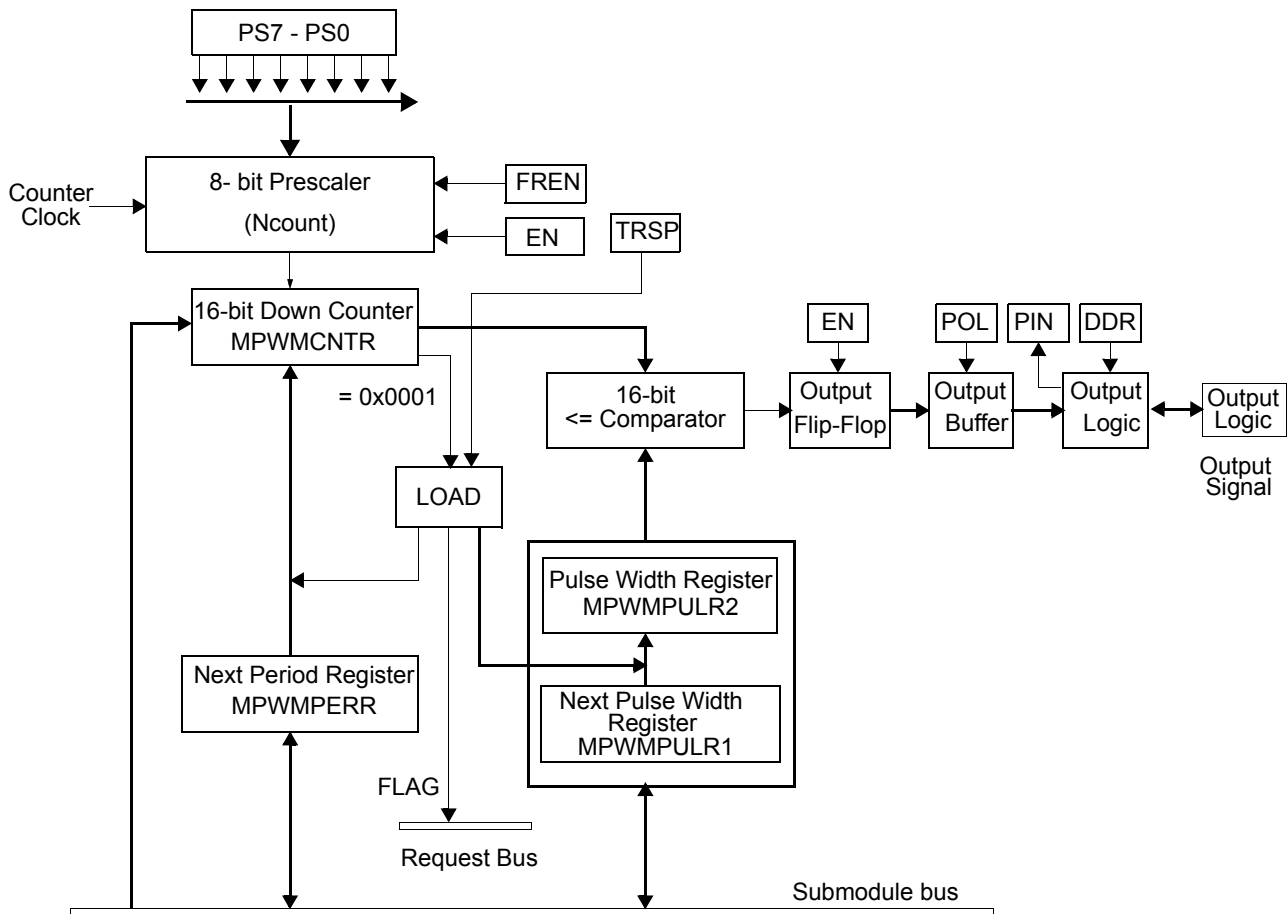 PS7 - PS0
8- bit Prescaler
(Ncount)
Counter
Clock
FREN
EN
TRSP
16-bit Down Counter
MPWMCNTR
= 0x0001
LOAD
16-bit
<= Comparator
EN
POL
PIN
DDR
Output
Flip-Flop
Output
Buffer
Output
Logic
Output
Logic
Output
Signal
Pulse Width Register
MPWMPULR2
Next Period Register
MPWMPERR
Next Pulse Width
Register
MPWMPULR1
FLAG
Request Bus
Submodule bus